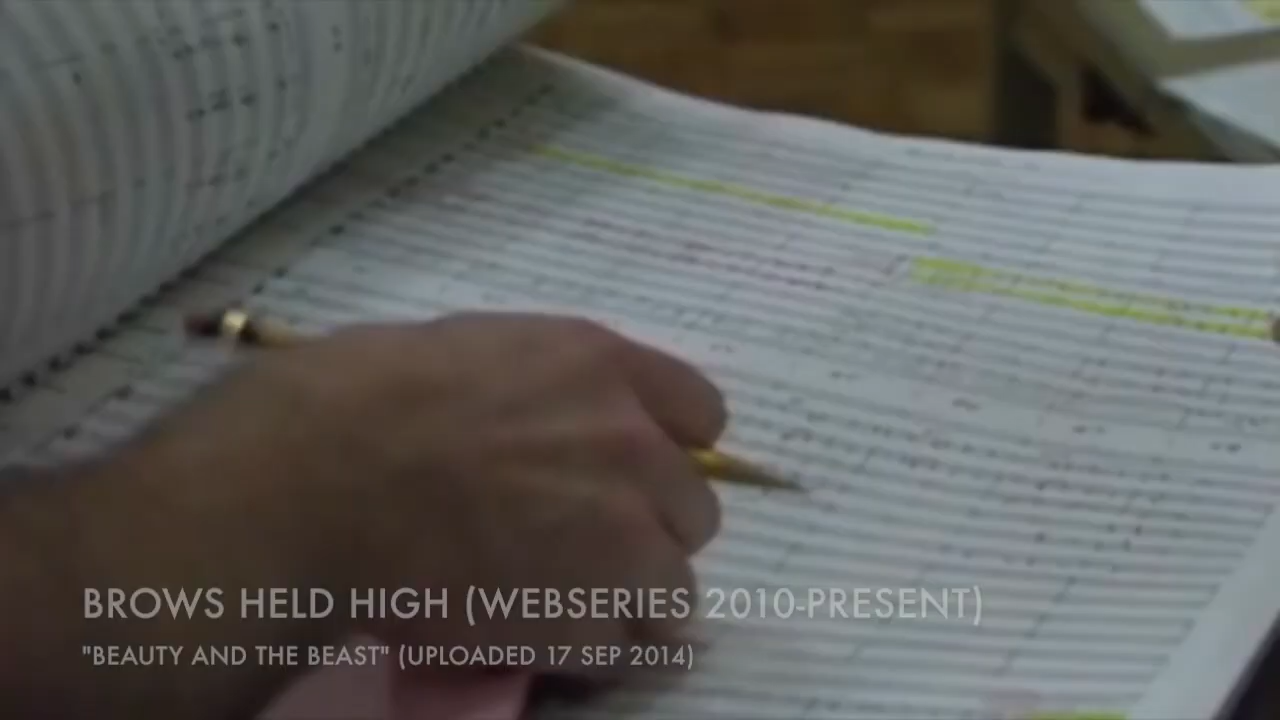 BROWS HELD HIGH (WEBSERIES 2010-PRESENT)
"BEAUTY AND THE BEAST" (UPLOADED 17 SEP 2014)